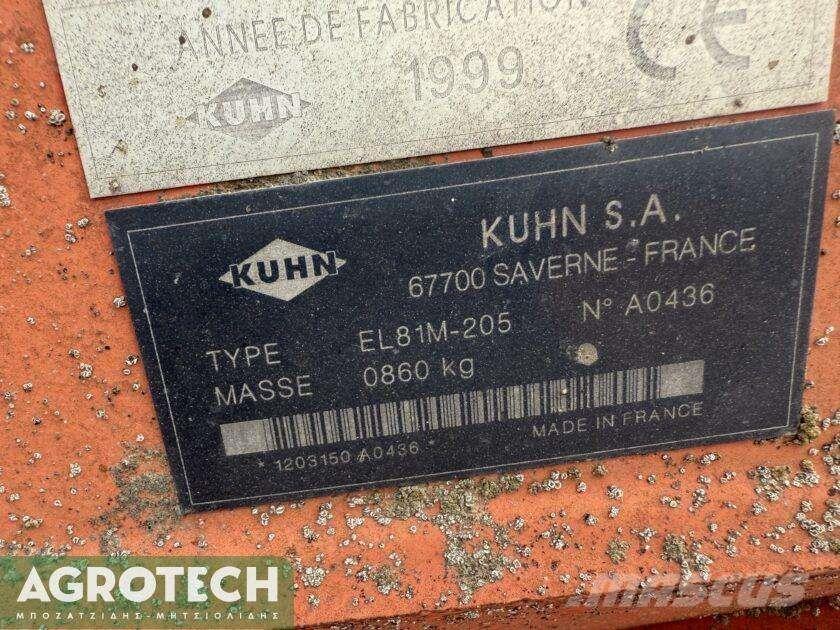 ANNEE DE FABRICATION
1999
CE
KUHN
KUHN
KUHN S.A.
67700 SAVERNE - FRANCE
TYPE EL81M-205 N° A0436
MASSE 0860 kg
* 1203150 A0436 *
MADE IN FRANCE
AGROTECH
ΜΠΟΖΑΤΖΙΔΗΣ-ΜΗΤΣΙΟΛΙΔΗΣ
MASCUS